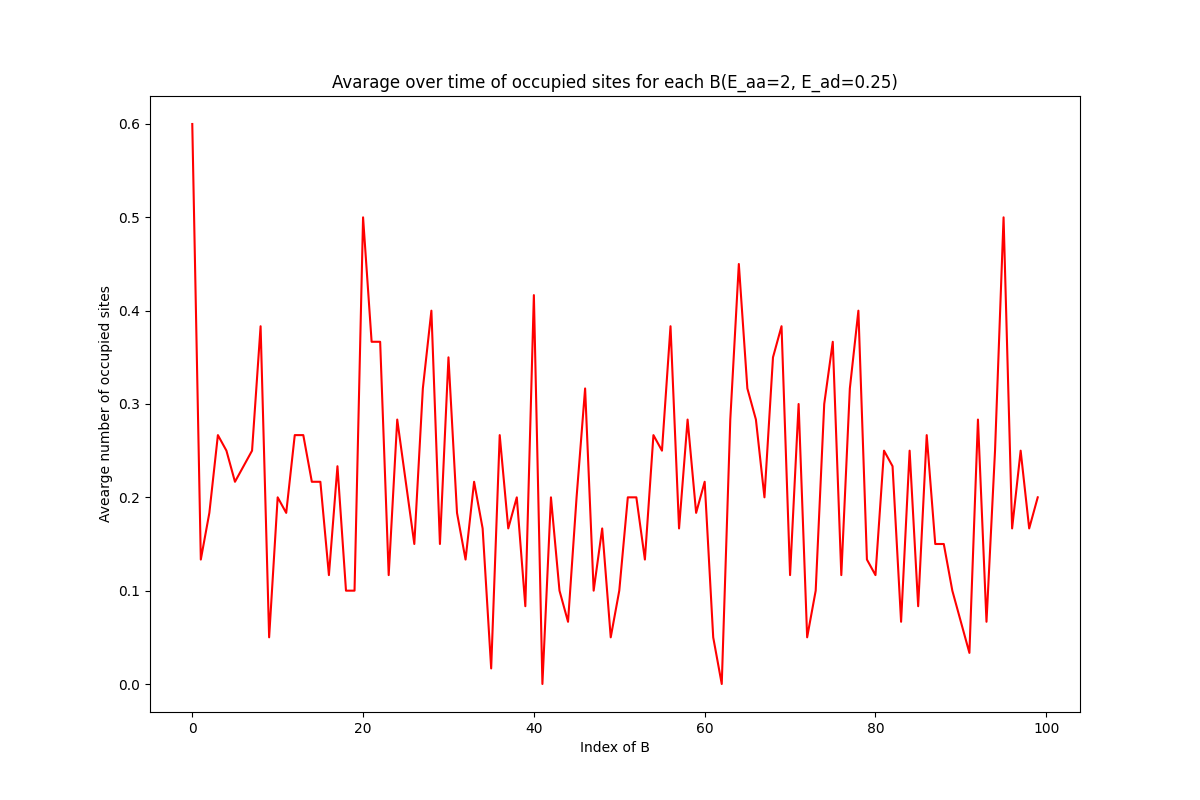 Avarage over time of occupied sites for each B(E_aa=2, E_ad=0.25)
0.6
0.5
0.4
0.3
0.2
0.1
0.0
Avearge number of occupied sites
0 20 40 60 80 100
Index of B